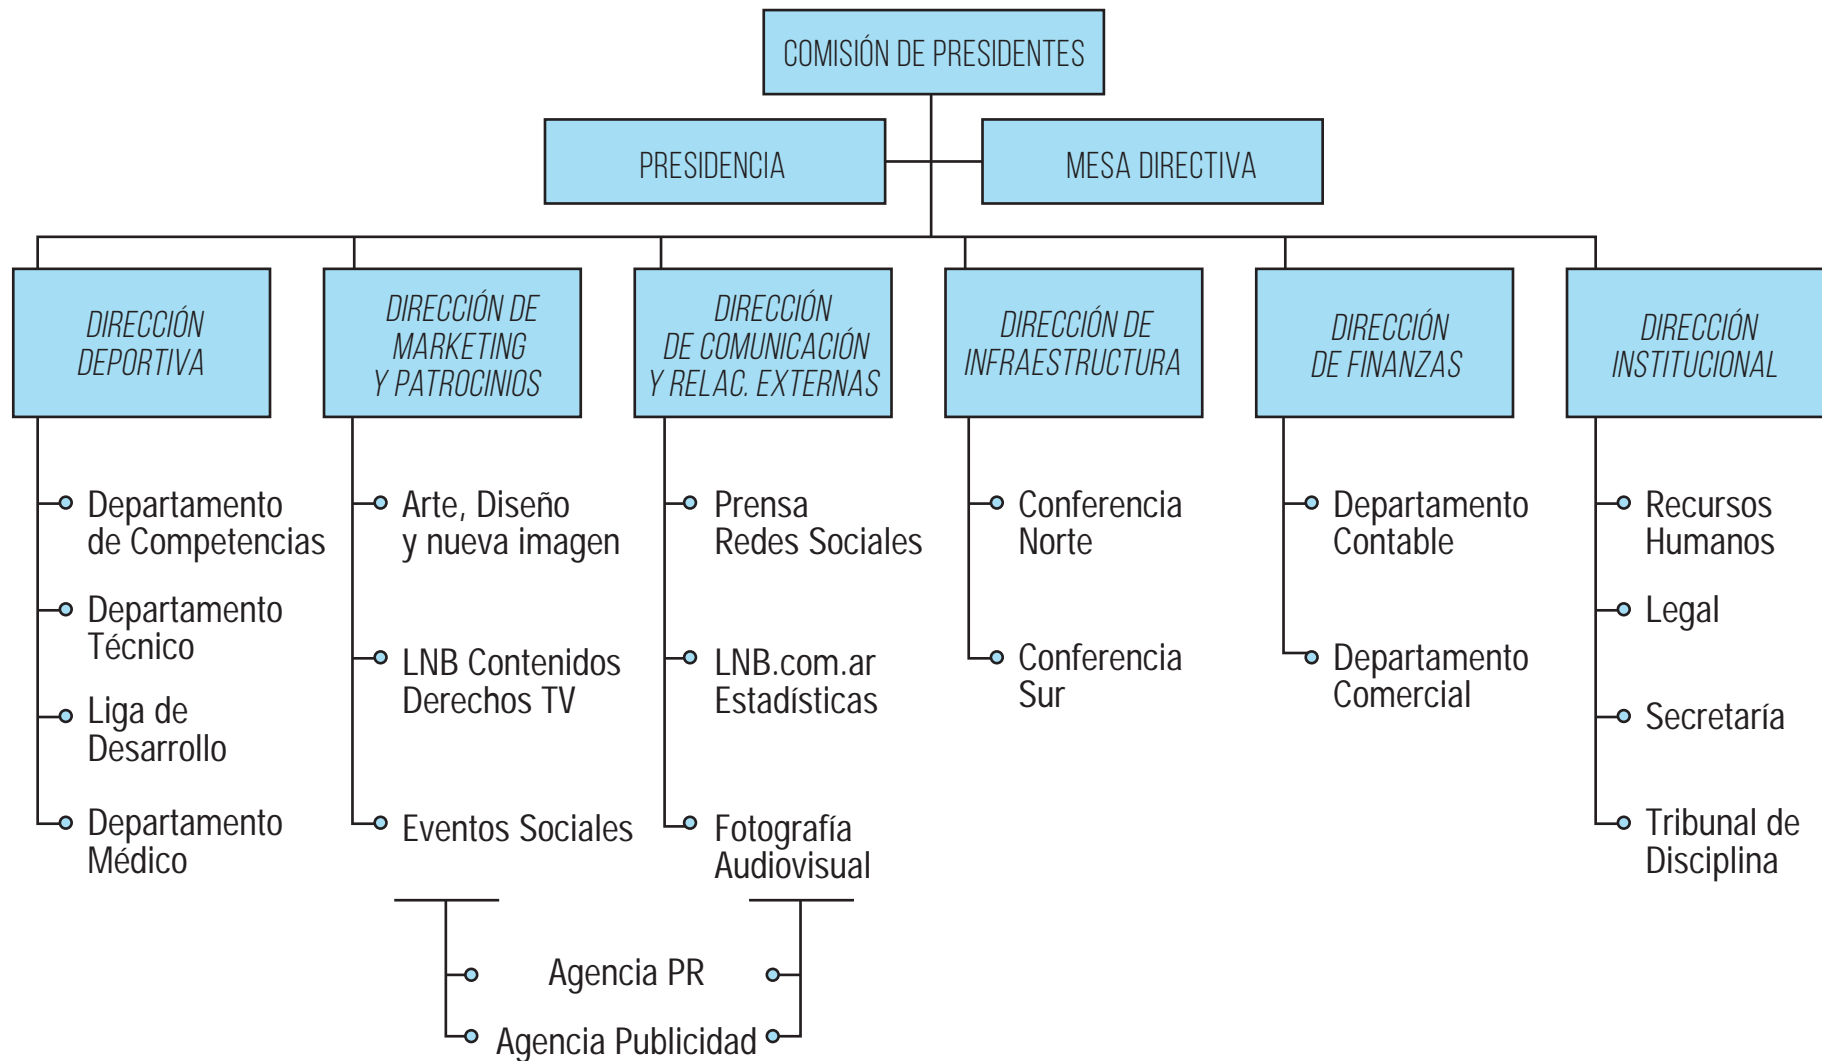 COMISIÓN DE PRESIDENTES
PRESIDENCIA
MESA DIRECTIVA
DIRECCIÓN
DEPORTIVA
DIRECCIÓN DE
MARKETING
Y PATROCINIOS
DIRECCIÓN
DE COMUNICACIÓN
Y RELAC. EXTERNAS
DIRECCIÓN DE
INFRAESTRUCTURA
DIRECCIÓN
DE FINANZAS
DIRECCIÓN
INSTITUCIONAL
Departamento
de Competencias
Departamento
Técnico
Liga de
Desarrollo
Departamento
Médico
Arte, Diseño
y nueva imagen
LNB Contenidos
Derechos TV
Eventos Sociales
Prensa
Redes Sociales
LNB.com.ar
Estadísticas
Fotografía
Audiovisual
Agencia PR
Agencia Publicidad
Conferencia
Norte
Conferencia
Sur
Departamento
Contable
Departamento
Comercial
Recursos
Humanos
Legal
Secretaría
Tribunal de
Disciplina